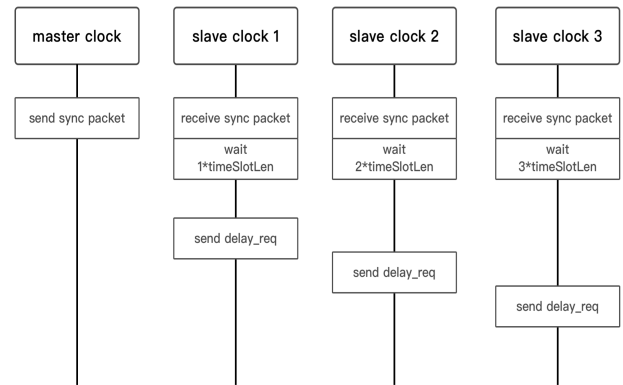 master clock
slave clock 1
slave clock 2
slave clock 3
send sync packet
receive sync packet
receive sync packet
receive sync packet
wait
1*timeSlotLen
wait
2*timeSlotLen
wait
3*timeSlotLen
send delay_req
send delay_req
send delay_req